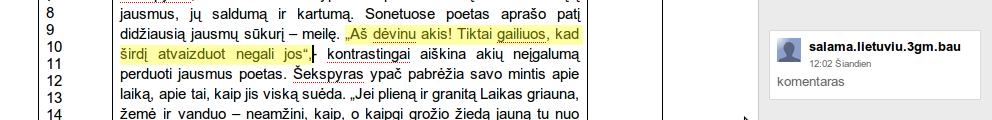 8
9
10
11
12
13
14
jausmus, jų saldumą ir kartumą. Sonetuose poetas aprašo patį
didžiausią jausmų sūkurį – meilę. „Aš dėvinu akis! Tiktai gailiuos, kad
širdį atvaizduot negali jos“, kontrastingai aiškina akių neįgalumą
perduoti jausmus poetas. Šekspyras ypač pabrėžia savo mintis apie
laiką, apie tai, kaip jis viską suėda. „Jei plieną ir granitą Laikas griauna,
žemė ir vanduo – neamžini, kaip, o kaipgi grožio žiedą jauną tu nuo
salama.lietuviu.3gm.bau
12:02 Šiandien
komentaras